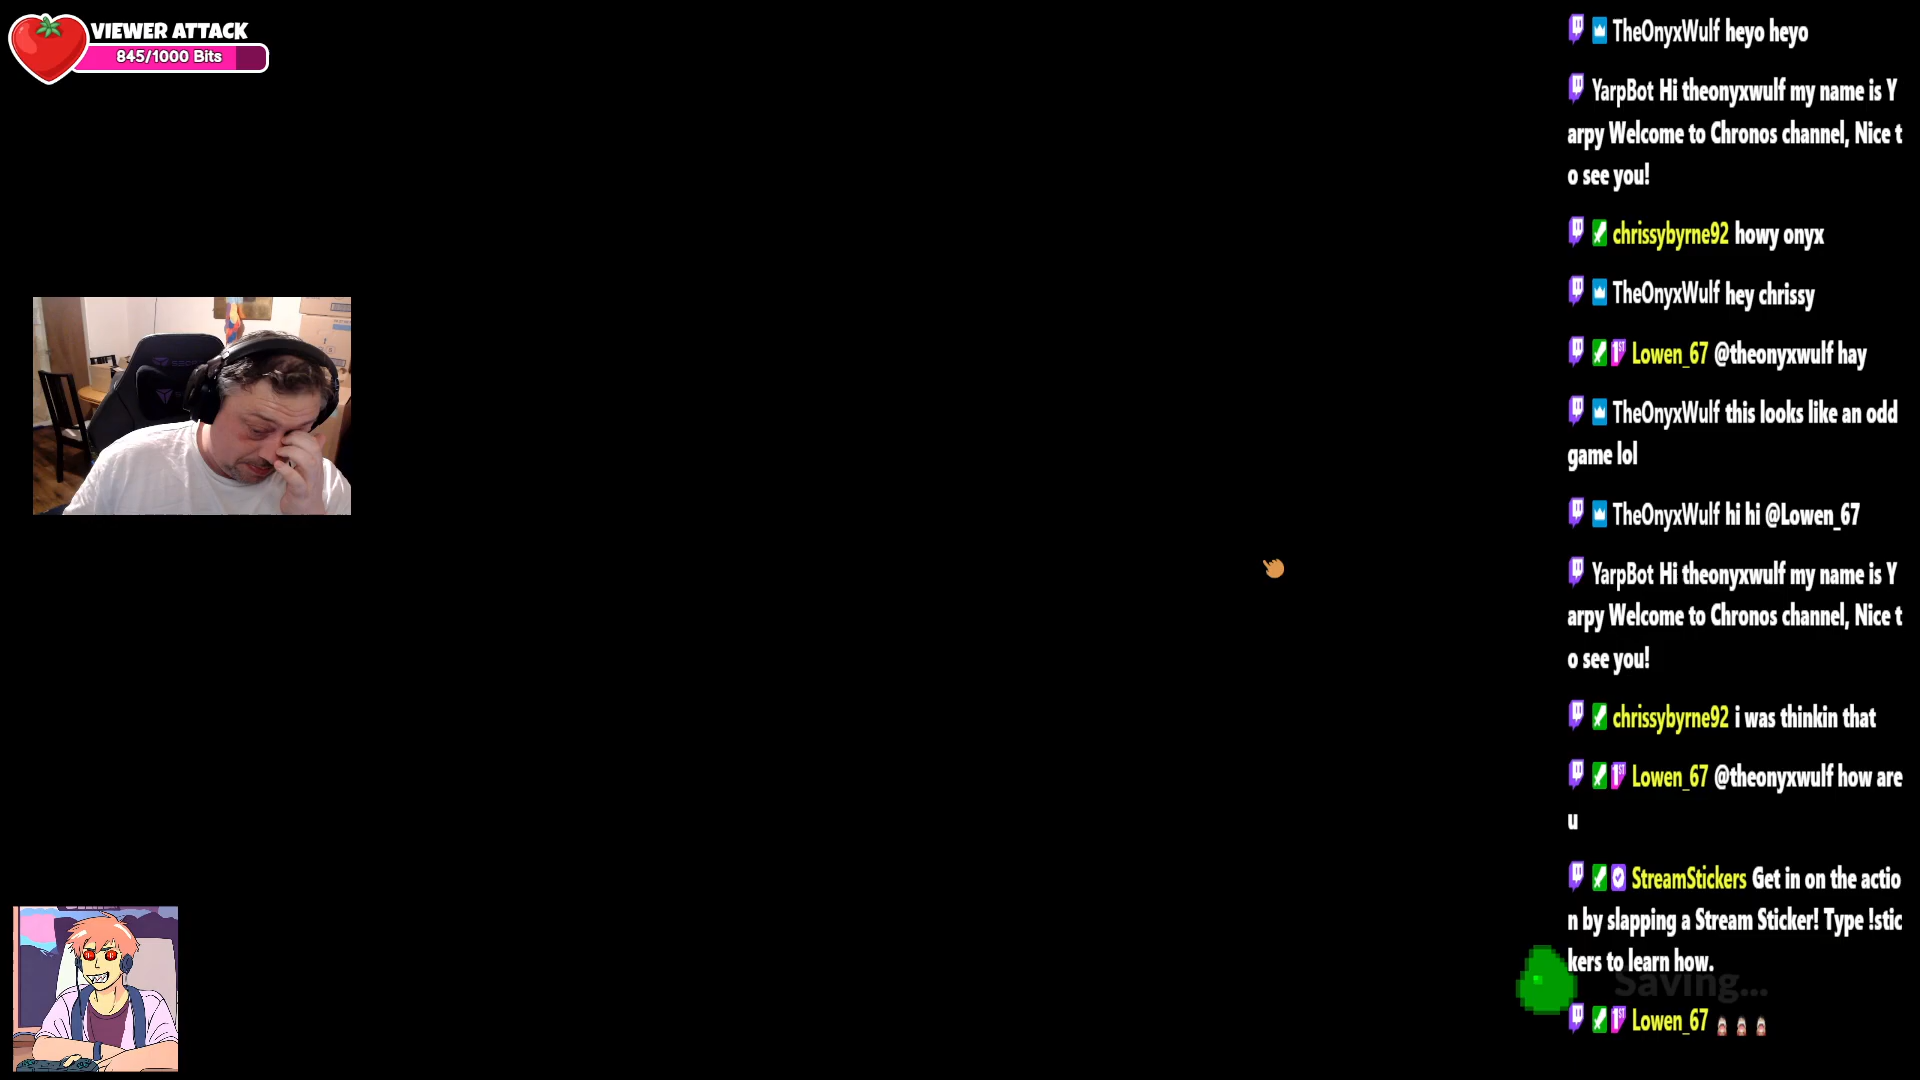 VIEWER ATTACK
845/1000 Bits
TheOnyxWulf heyo heyo
YarpBot Hi theonyxwulf my name is Y
arpy Welcome to Chronos channel, Nice t
o see you!
chrissybyrne92 howy onyx
TheOnyxWulf hey chrissy
Lowen_67 @theonyxwulf hay
TheOnyxWulf this looks like an odd
game lol
TheOnyxWulf hi hi @Lowen_67
YarpBot Hi theonyxwulf my name is Y
arpy Welcome to Chronos channel, Nice t
o see you!
chrissybyrne92 i was thinkin that
Lowen_67 @theonyxwulf how are
u
StreamStickers Get in on the actio
n by slapping a Stream Sticker! Type !stic
kers to learn how.
Saving...
Lowen_67